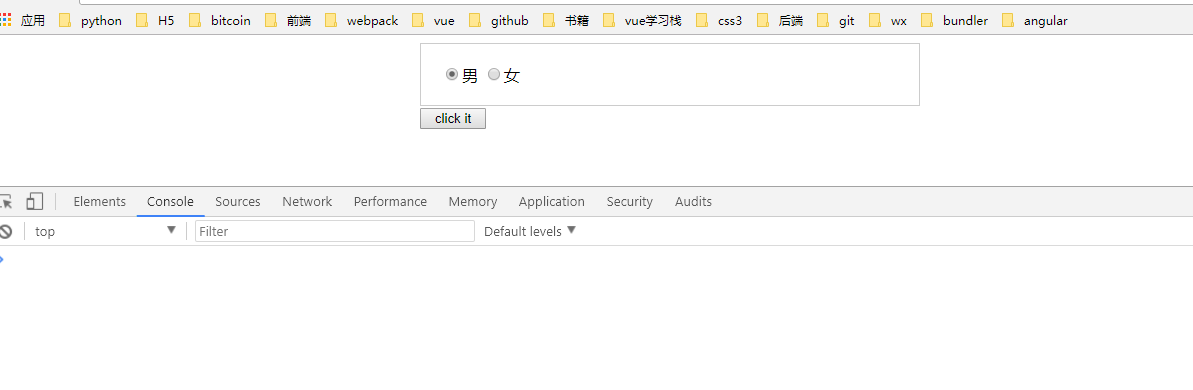 应用 python H5 bitcoin 前端 webpack vue github 书籍 vue学习栈 css3 后端 git wx bundler angular
男 女
click it
Elements Console Sources Network Performance Memory Application Security Audits
top Filter Default levels